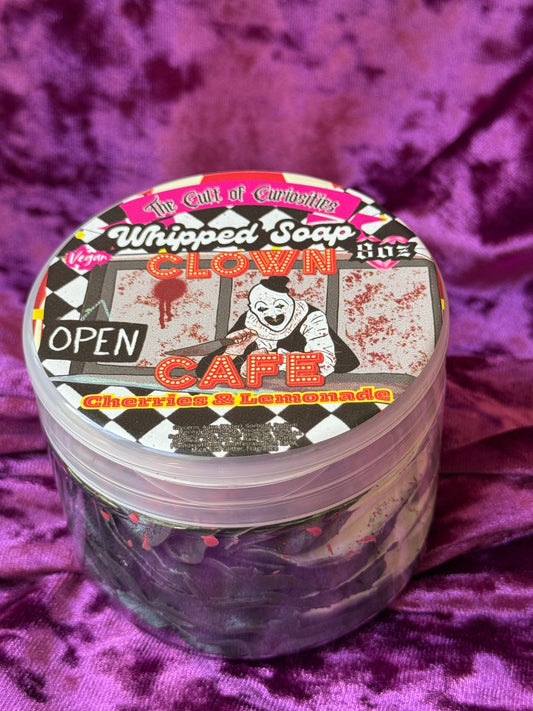 The Cult of Curiosities
Whipped Soap
Vegan
8oz
CLOWN
OPEN
CAFE
Cherries & Lemonade